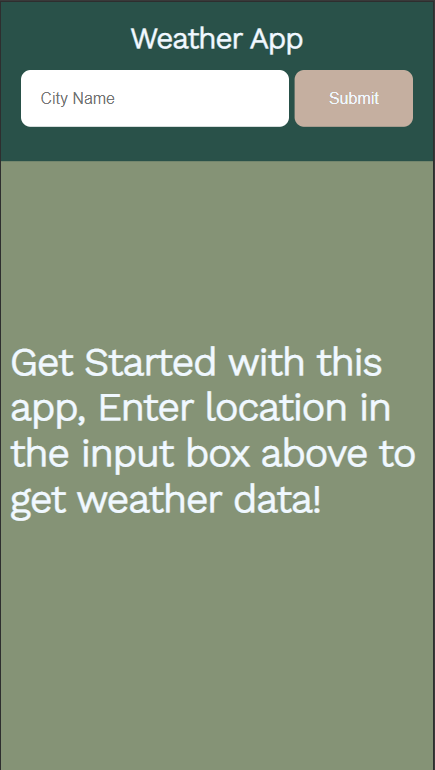 Weather App
City Name
Submit
Get Started with this
app, Enter location in
the input box above to
get weather data!